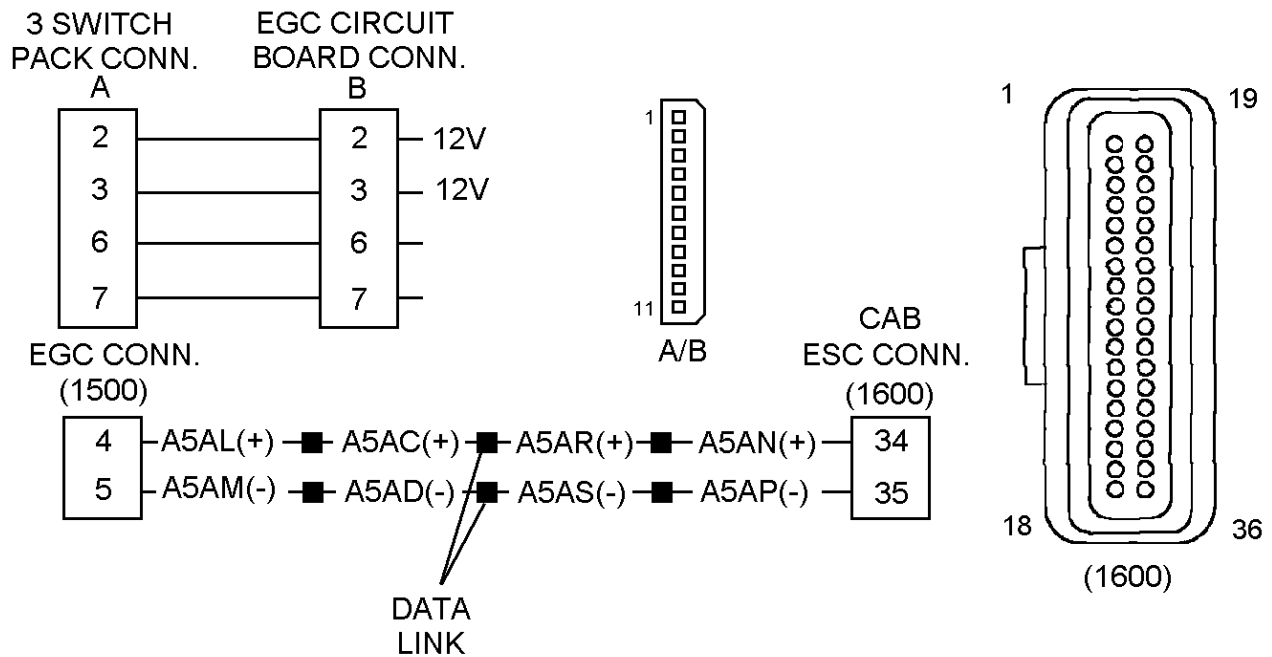 3 SWITCH
PACK CONN.
A
EGC CIRCUIT
BOARD CONN.
B
2 2 12V
3 3 12V
6 6
7 7
1
11
A/B
EGC CONN.
(1500)
CAB
ESC CONN.
(1600)
4 A5AL(+) A5AC(+) A5AR(+) A5AN(+) 34
5 A5AM(-) A5AD(-) A5AS(-) A5AP(-) 35
DATA
LINK
1 19
18 36
(1600)